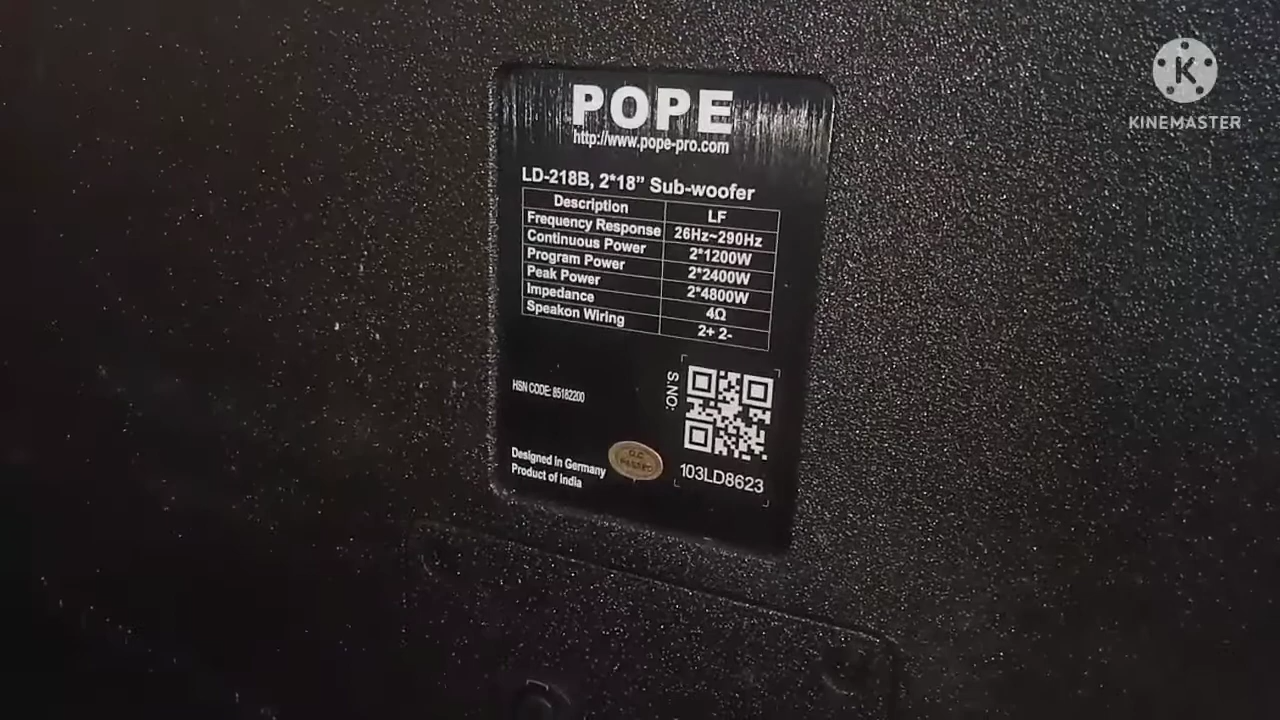 POPE
http://www.pope-pro.com
LD-218B, 2*18” Sub-woofer
Description LF
Frequency Response 26Hz~290Hz
Continuous Power 2*1200W
Program Power 2*2400W
Peak Power 2*4800W
Impedance 4Ω
Speakon Wiring 2+ 2-
HSN CODE: 85182200
S.NO:
103LD8623
Designed in Germany
Product of India
Q.C
PASSED
K
KINEMASTER